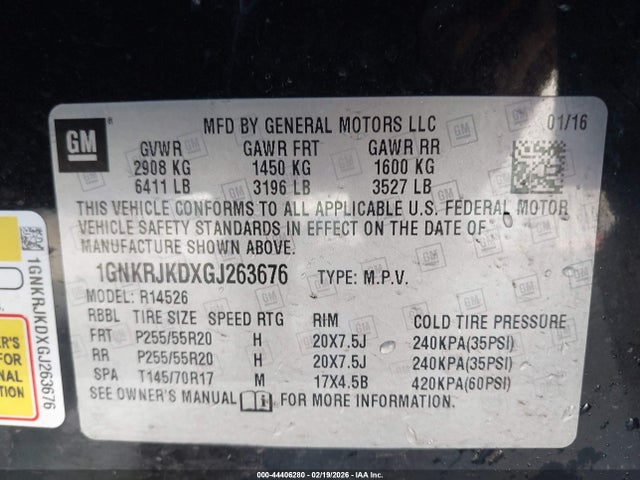 GM
MFD BY GENERAL MOTORS LLC 01/16
GVWR GAWR FRT GAWR RR
2908 KG 1450 KG 1600 KG
6411 LB 3196 LB 3527 LB
THIS VEHICLE CONFORMS TO ALL APPLICABLE U.S. FEDERAL MOTOR
VEHICLE SAFETY STANDARDS IN EFFECT ON THE DATE OF
MANUFACTURE SHOWN ABOVE.
1GNKRJKDXGJ263676 TYPE: M.P.V.
MODEL: R14526
RBBL TIRE SIZE SPEED RTG RIM COLD TIRE PRESSURE
FRT P255/55R20 H 20X7.5J 240KPA(35PSI)
RR P255/55R20 H 20X7.5J 240KPA(35PSI)
SPA T145/70R17 M 17X4.5B 420KPA(60PSI)
SEE OWNER'S MANUAL FOR MORE INFORMATION.
1GNKRJKDXGJ263676
ER'S
FOR
NAL
TION
000-44406280 - 02/19/2026 - IAA Inc.